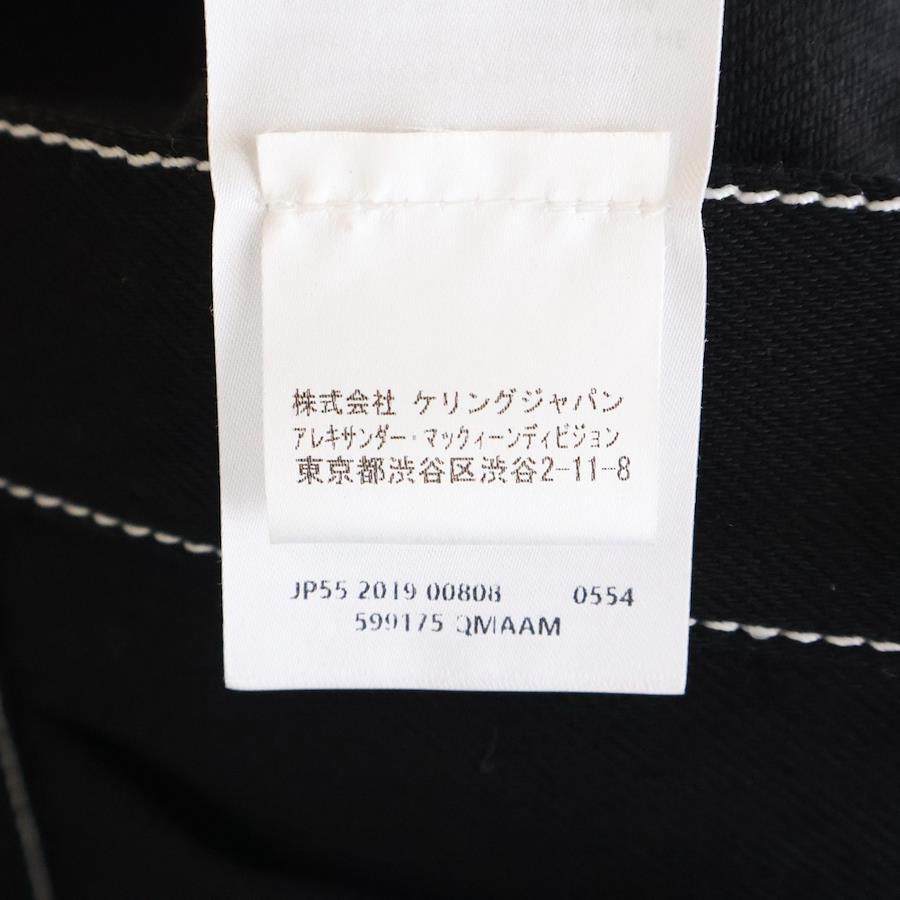 株式会社 ケリングジャパン
アレキサンダー・マックィーンディビジョン
東京都渋谷区渋谷2-11-8
JP55 2019 00808 0554
599175 QMAAM